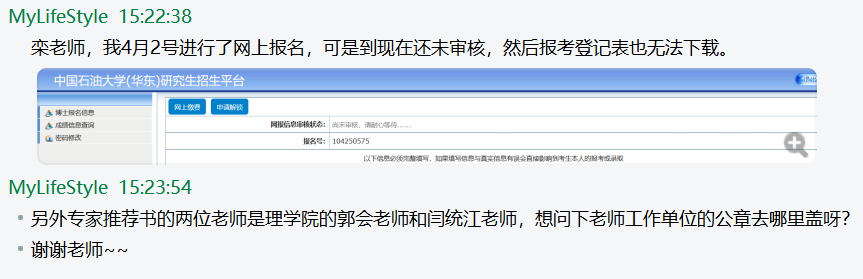 MyLifeStyle 15:22:38
栾老师，我4月2号进行了网上报名，可是到现在还未审核，然后报考登记表也无法下载。
中国石油大学(华东)研究生招生平台
博士报名信息
网上缴费 申请解锁
成绩信息查询
网报信息审核状态: 尚未审核，请耐心等待......
密码修改
报名号: 104250575
以下信息必须完整填写，如果填写信息与真实信息有误会直接影响到考生本人的报考或录取
MyLifeStyle 15:23:54
另外专家推荐书的两位老师是理学院的郭会老师和闫统江老师，想问下老师工作单位的公章去哪里盖呀?
谢谢老师~~